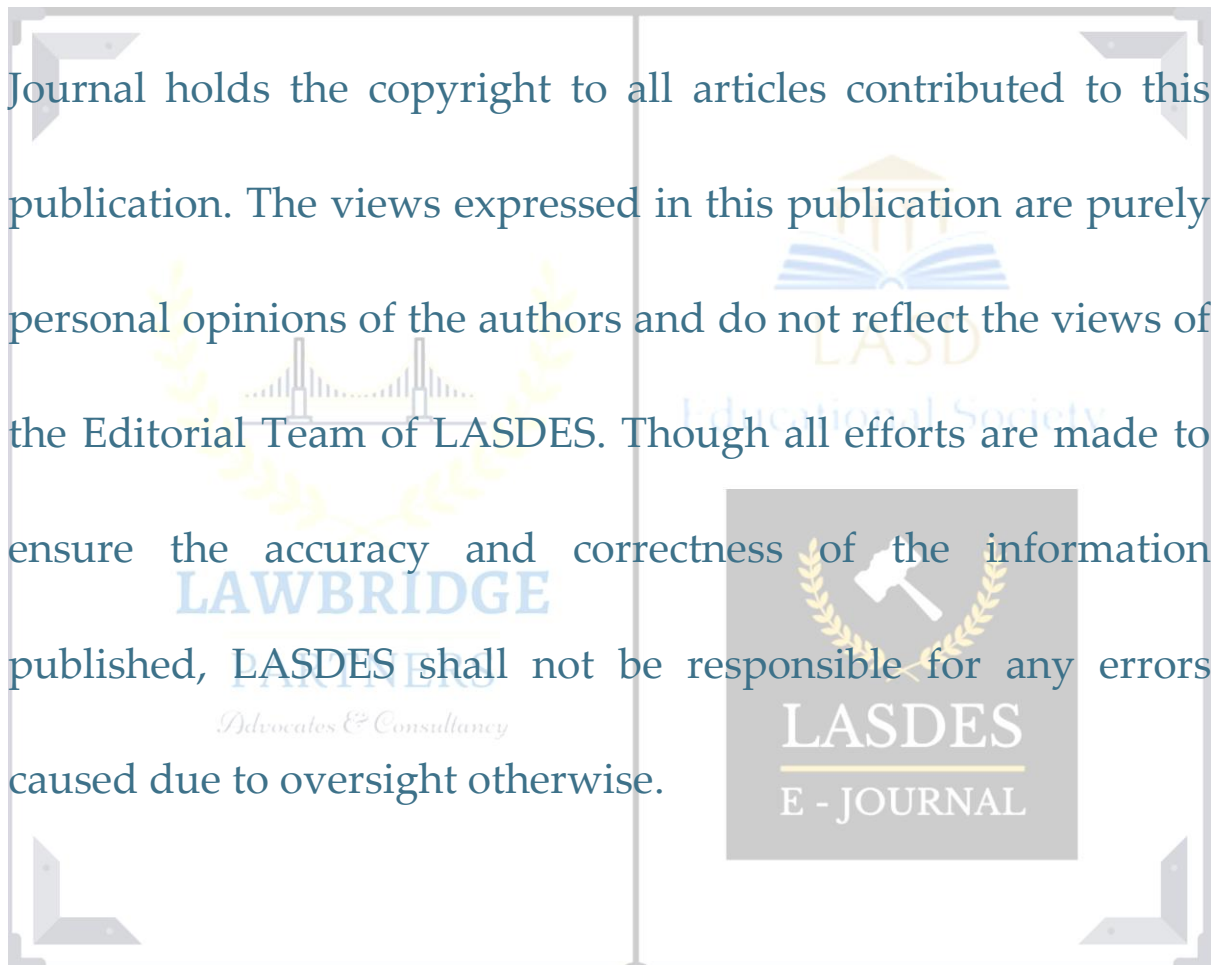 Journal holds the copyright to all articles contributed to this
publication. The views expressed in this publication are purely
personal opinions of the authors and do not reflect the views of
the Editorial Team of LASDES. Though all efforts are made to
ensure the accuracy and correctness of the information
published, LASDES shall not be responsible for any errors
caused due to oversight otherwise.
LASD
Educational Society
LAWBRIDGE
PARTNERS
Advocates & Consultancy
LASDES
E - JOURNAL